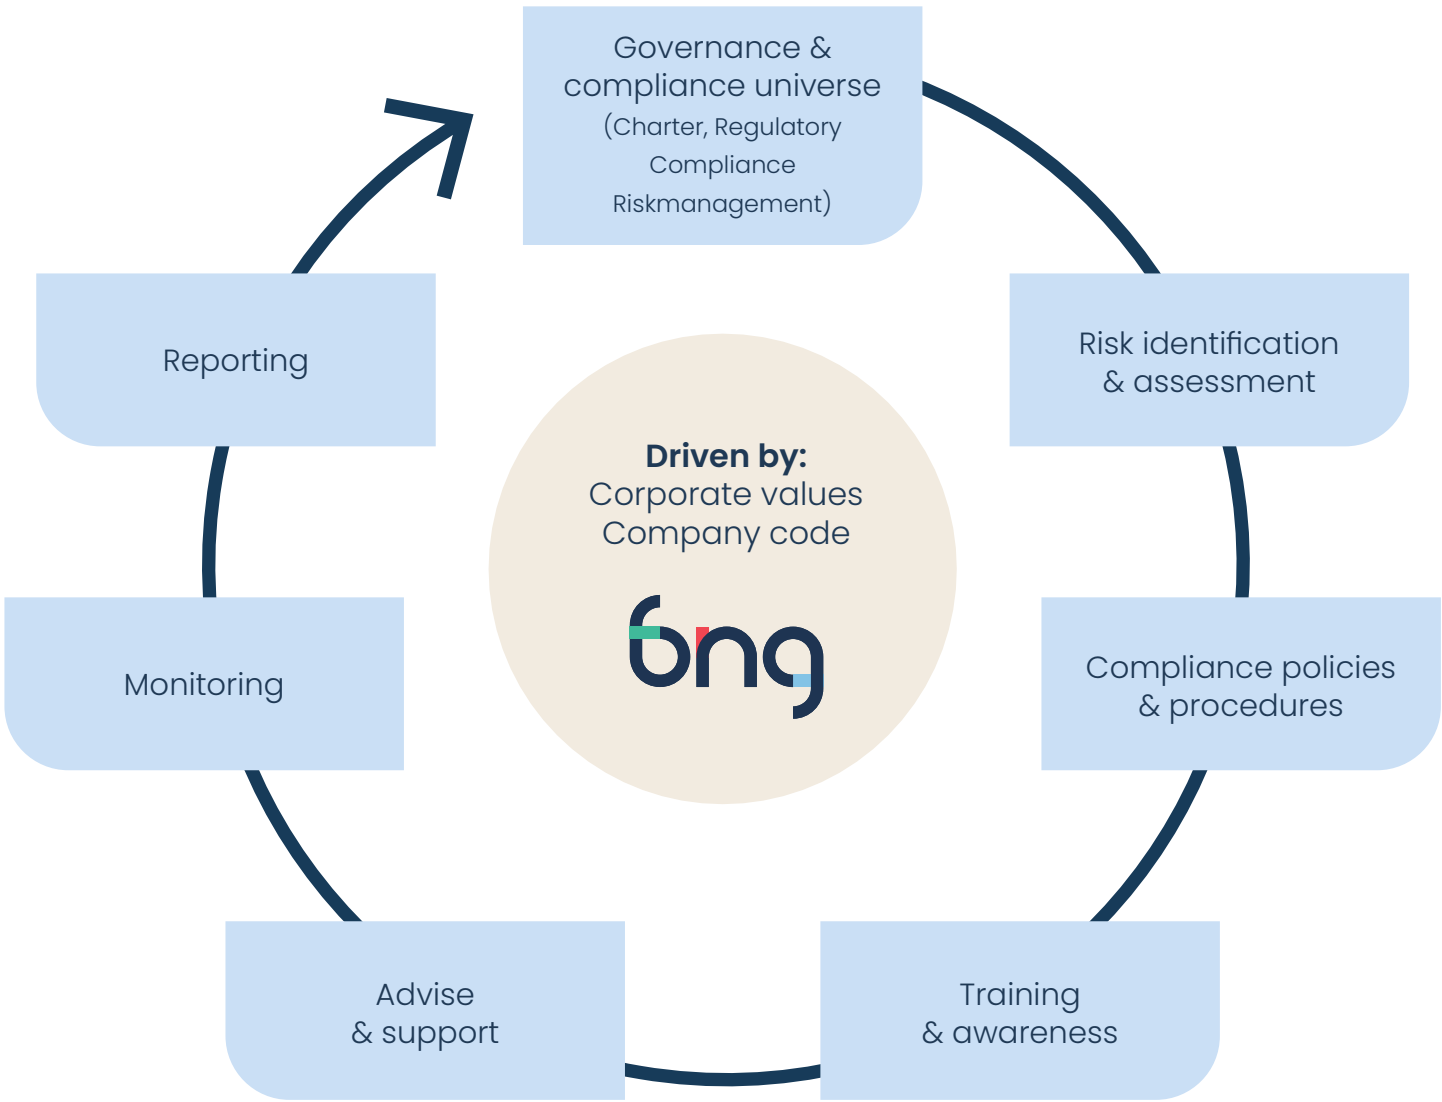 Governance &
compliance universe
(Charter, Regulatory
Compliance
Riskmanagement)
Reporting
Risk identification
& assessment
Driven by:
Corporate values
Company code
bng
Monitoring
Compliance policies
& procedures
Advise
& support
Training
& awareness